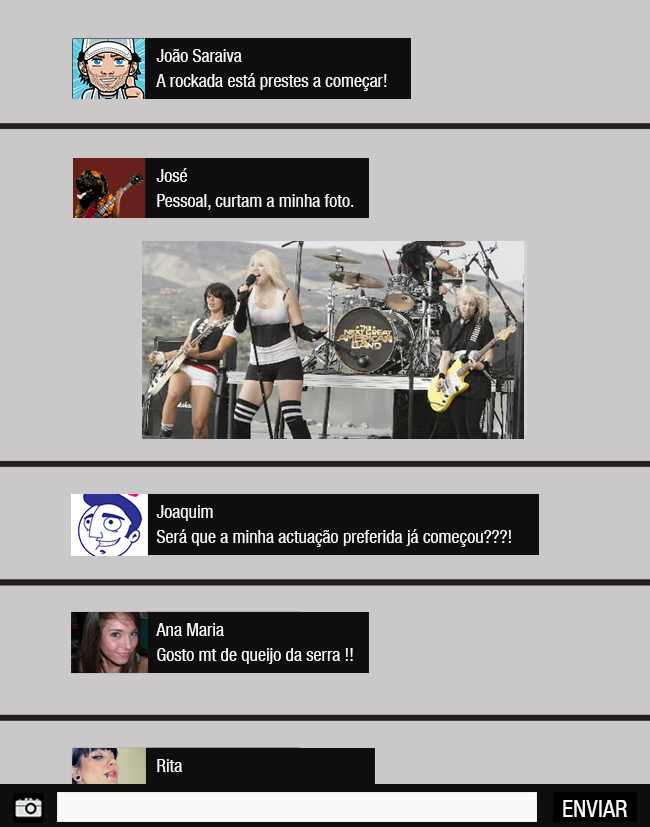 João Saraiva
A rockada está prestes a começar!
José
Pessoal, curtam a minha foto.
THE
NEXT GREAT
AMERICAN
BAND
Marshall
Joaquim
Será que a minha actuação preferida já começou???!
Ana Maria
Gosto mt de queijo da serra !!
Rita
ENVIAR